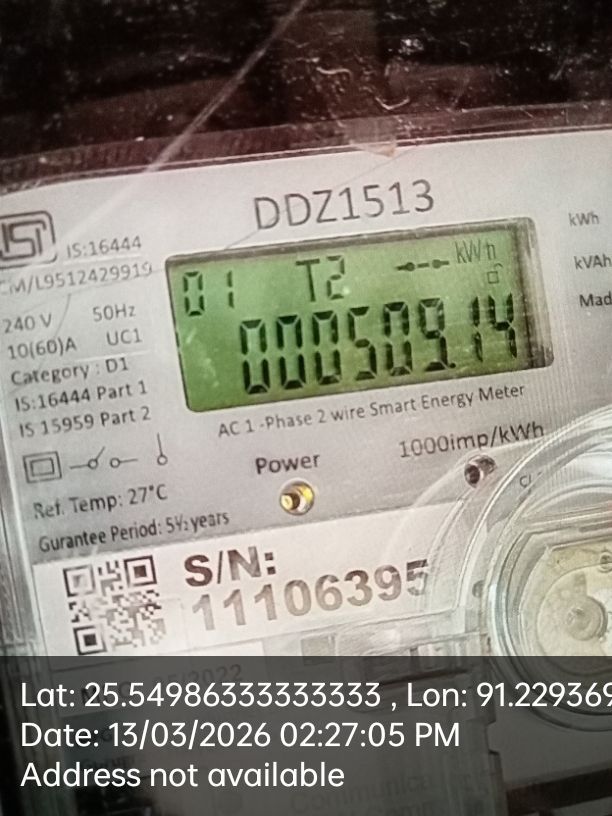 DDZ1513
IS:16444
CM/L9512429919
240 V 50Hz
10(60)A UC1
Category : D1
IS:16444 Part 1
IS 15959 Part 2
01 T2 kWh
000509.14
kWh
kVAh
Mad
AC 1-Phase 2 wire Smart Energy Meter
Power
1000imp/kWh
Ref. Temp: 27°C
Gurantee Period: 5½ years
S/N:
11106395
2022
Lat: 25.54986333333333 , Lon: 91.229369
Date: 13/03/2026 02:27:05 PM
Address not available